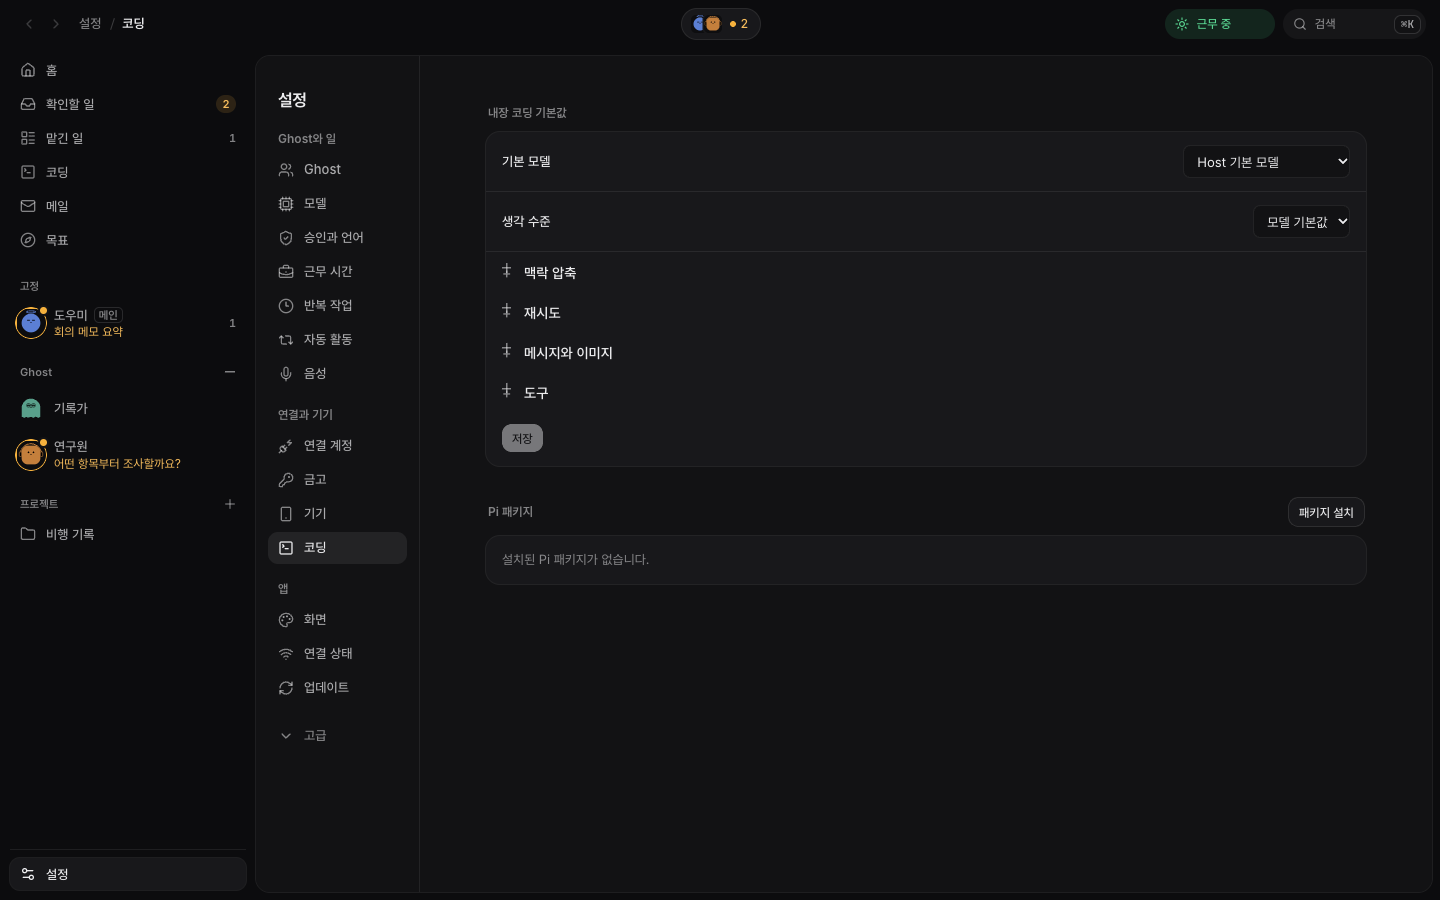 설정 / 코딩
2
근무 중
검색
⌘K
홈
확인할 일
2
맡긴 일
1
코딩
메일
목표
고정
도우미 메인
회의 메모 요약
1
Ghost
기록가
연구원
어떤 항목부터 조사할까요?
프로젝트
비행 기록
설정
설정
Ghost와 일
Ghost
모델
승인과 언어
근무 시간
반복 작업
자동 활동
음성
연결과 기기
연결 계정
금고
기기
코딩
앱
화면
연결 상태
업데이트
고급
내장 코딩 기본값
기본 모델
Host 기본 모델
생각 수준
모델 기본값
맥락 압축
재시도
메시지와 이미지
도구
저장
Pi 패키지
패키지 설치
설치된 Pi 패키지가 없습니다.